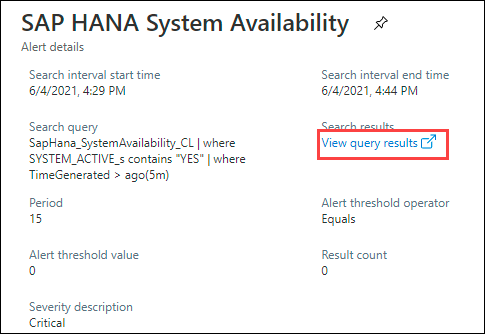 SAP HANA System Availability
Alert details
Search interval start time
6/4/2021, 4:29 PM
Search interval end time
6/4/2021, 4:44 PM
Search query
SapHana_SystemAvailability_CL | where
SYSTEM_ACTIVE_s contains "YES" | where
TimeGenerated > ago(5m)
Search results
View query results
Period
15
Alert threshold operator
Equals
Alert threshold value
0
Result count
0
Severity description
Critical